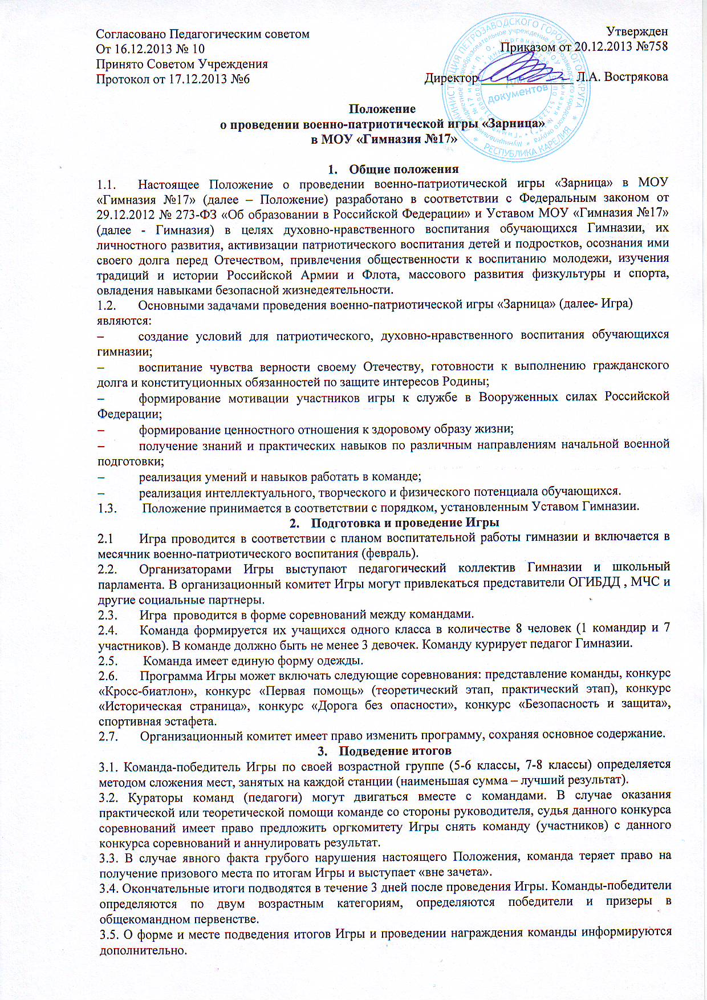 Согласовано Педагогическим советом
От 16.12.2013 № 10
Принято Советом Учреждения
Протокол от 17.12.2013 №6
Утвержден
Приказом от 20.12.2013 №758
Директор Л.А. Вострякова
АДМИНИСТРАЦИЯ ПЕТРОЗАВОДСКОГО ГОРОДСКОГО ОКРУГА * РЕСПУБЛИКА КАРЕЛИЯ *
Для документов
Положение
о проведении военно-патриотической игры «Зарница»
в МОУ «Гимназия №17»
1. Общие положения
1.1. Настоящее Положение о проведении военно-патриотической игры «Зарница» в МОУ
«Гимназия №17» (далее – Положение) разработано в соответствии с Федеральным законом от
29.12.2012 № 273-ФЗ «Об образовании в Российской Федерации» и Уставом МОУ «Гимназия №17»
(далее - Гимназия) в целях духовно-нравственного воспитания обучающихся Гимназии, их
личностного развития, активизации патриотического воспитания детей и подростков, осознания ими
своего долга перед Отечеством, привлечения общественности к воспитанию молодежи, изучения
традиций и истории Российской Армии и Флота, массового развития физкультуры и спорта,
овладения навыками безопасной жизнедеятельности.
1.2. Основными задачами проведения военно-патриотической игры «Зарница» (далее- Игра)
являются:
– создание условий для патриотического, духовно-нравственного воспитания обучающихся
гимназии;
– воспитание чувства верности своему Отечеству, готовности к выполнению гражданского
долга и конституционных обязанностей по защите интересов Родины;
– формирование мотивации участников игры к службе в Вооруженных силах Российской
Федерации;
– формирование ценностного отношения к здоровому образу жизни;
– получение знаний и практических навыков по различным направлениям начальной военной
подготовки;
– реализация умений и навыков работать в команде;
– реализация интеллектуального, творческого и физического потенциала обучающихся.
1.3. Положение принимается в соответствии с порядком, установленным Уставом Гимназии.
2. Подготовка и проведение Игры
2.1 Игра проводится в соответствии с планом воспитательной работы гимназии и включается в
месячник военно-патриотического воспитания (февраль).
2.2. Организаторами Игры выступают педагогический коллектив Гимназии и школьный
парламента. В организационный комитет Игры могут привлекаться представители ОГИБДД , МЧС и
другие социальные партнеры.
2.3. Игра проводится в форме соревнований между командами.
2.4. Команда формируется их учащихся одного класса в количестве 8 человек (1 командир и 7
участников). В команде должно быть не менее 3 девочек. Команду курирует педагог Гимназии.
2.5. Команда имеет единую форму одежды.
2.6. Программа Игры может включать следующие соревнования: представление команды, конкурс
«Кросс-биатлон», конкурс «Первая помощь» (теоретический этап, практический этап), конкурс
«Историческая страница», конкурс «Дорога без опасности», конкурс «Безопасность и защита»,
спортивная эстафета.
2.7. Организационный комитет имеет право изменить программу, сохраняя основное содержание.
3. Подведение итогов
3.1. Команда-победитель Игры по своей возрастной группе (5-6 классы, 7-8 классы) определяется
методом сложения мест, занятых на каждой станции (наименьшая сумма – лучший результат).
3.2. Кураторы команд (педагоги) могут двигаться вместе с командами. В случае оказания
практической или теоретической помощи команде со стороны руководителя, судья данного конкурса
соревнований имеет право предложить оргкомитету Игры снять команду (участников) с данного
конкурса соревнований и аннулировать результат.
3.3. В случае явного факта грубого нарушения настоящего Положения, команда теряет право на
получение призового места по итогам Игры и выступает «вне зачета».
3.4. Окончательные итоги подводятся в течение 3 дней после проведения Игры. Команды-победители
определяются по двум возрастным категориям, определяются победители и призеры в
общекомандном первенстве.
3.5. О форме и месте подведения итогов Игры и проведении награждения команды информируются
дополнительно.